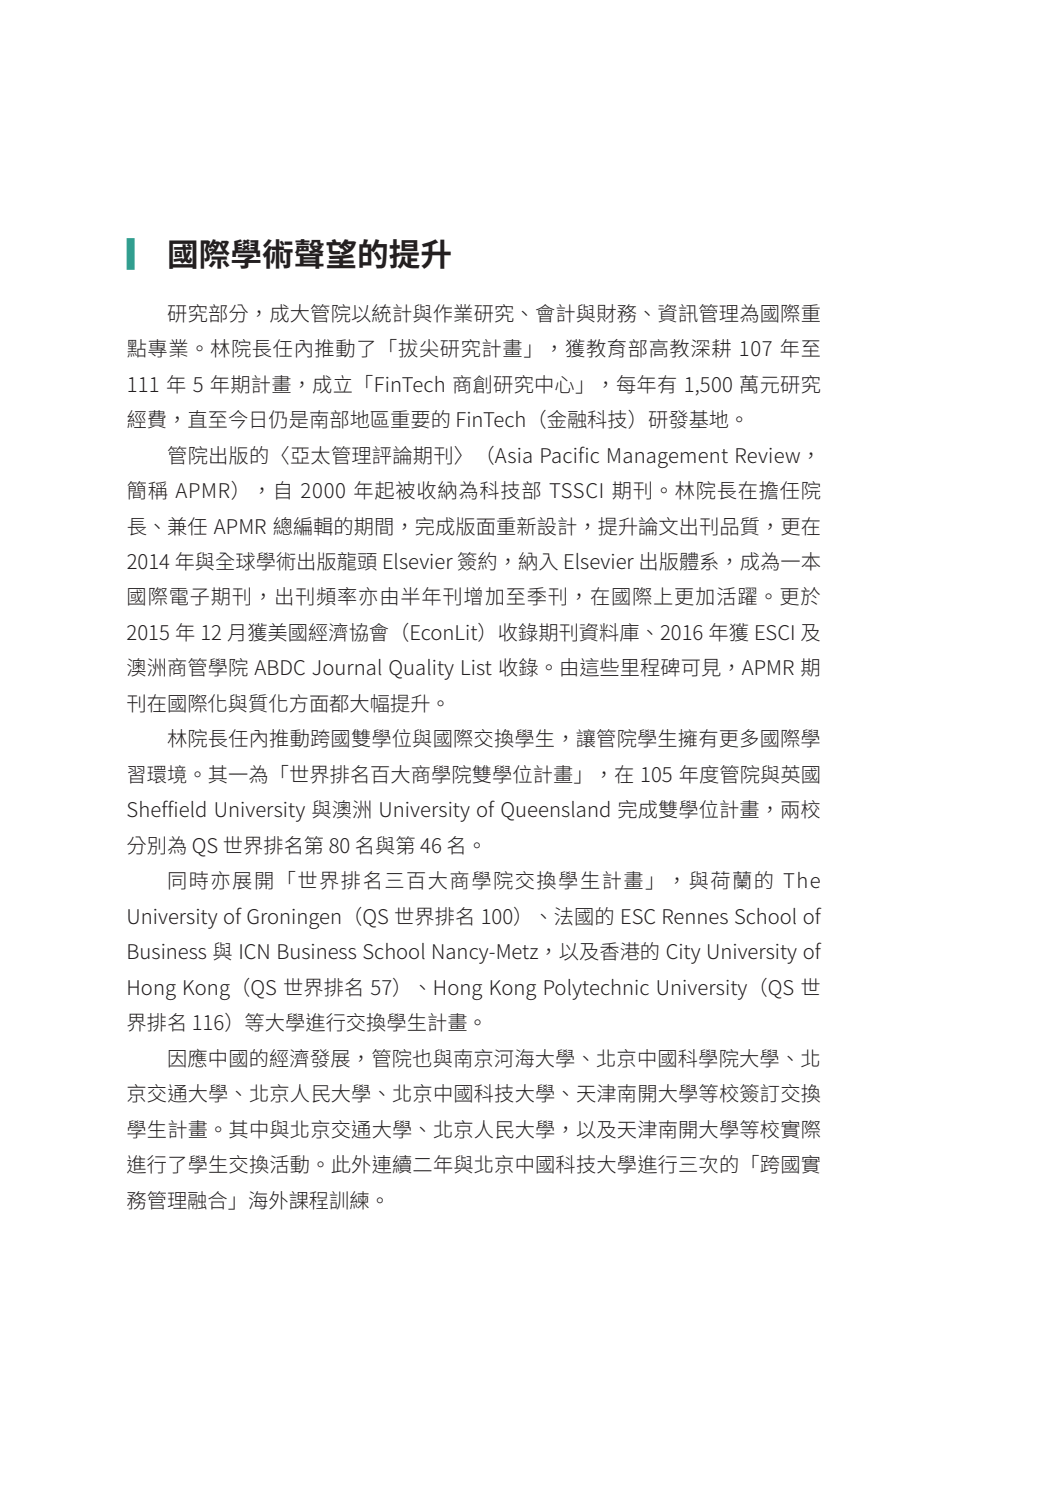 國際學術聲望的提升
研究部分，成大管院以統計與作業研究、會計與財務、資訊管理為國際重
點專業。林院長任內推動了「拔尖研究計畫」，獲教育部高教深耕 107 年至
111 年 5 年期計畫，成立「FinTech 商創研究中心」，每年有 1,500 萬元研究
經費，直至今日仍是南部地區重要的 FinTech（金融科技）研發基地。
管院出版的〈亞太管理評論期刊〉（Asia Pacific Management Review，
簡稱 APMR），自 2000 年起被收納為科技部 TSSCI 期刊。林院長在擔任院
長、兼任 APMR 總編輯的期間，完成版面重新設計，提升論文出刊品質，更在
2014 年與全球學術出版龍頭 Elsevier 簽約，納入 Elsevier 出版體系，成為一本
國際電子期刊，出刊頻率亦由半年刊增加至季刊，在國際上更加活躍。更於
2015 年 12 月獲美國經濟協會（EconLit）收錄期刊資料庫、2016 年獲 ESCI 及
澳洲商管學院 ABDC Journal Quality List 收錄。由這些里程碑可見，APMR 期
刊在國際化與質化方面都大幅提升。
林院長任內推動跨國雙學位與國際交換學生，讓管院學生擁有更多國際學
習環境。其一為「世界排名百大商學院雙學位計畫」，在 105 年度管院與英國
Sheffield University 與澳洲 University of Queensland 完成雙學位計畫，兩校
分別為 QS 世界排名第 80 名與第 46 名。
同時亦展開「世界排名三百大商學院交換學生計畫」，與荷蘭的 The
University of Groningen（QS 世界排名 100）、法國的 ESC Rennes School of
Business 與 ICN Business School Nancy-Metz，以及香港的 City University of
Hong Kong（QS 世界排名 57）、Hong Kong Polytechnic University（QS 世
界排名 116）等大學進行交換學生計畫。
因應中國的經濟發展，管院也與南京河海大學、北京中國科學院大學、北
京交通大學、北京人民大學、北京中國科技大學、天津南開大學等校簽訂交換
學生計畫。其中與北京交通大學、北京人民大學，以及天津南開大學等校實際
進行了學生交換活動。此外連續二年與北京中國科技大學進行三次的「跨國實
務管理融合」海外課程訓練。